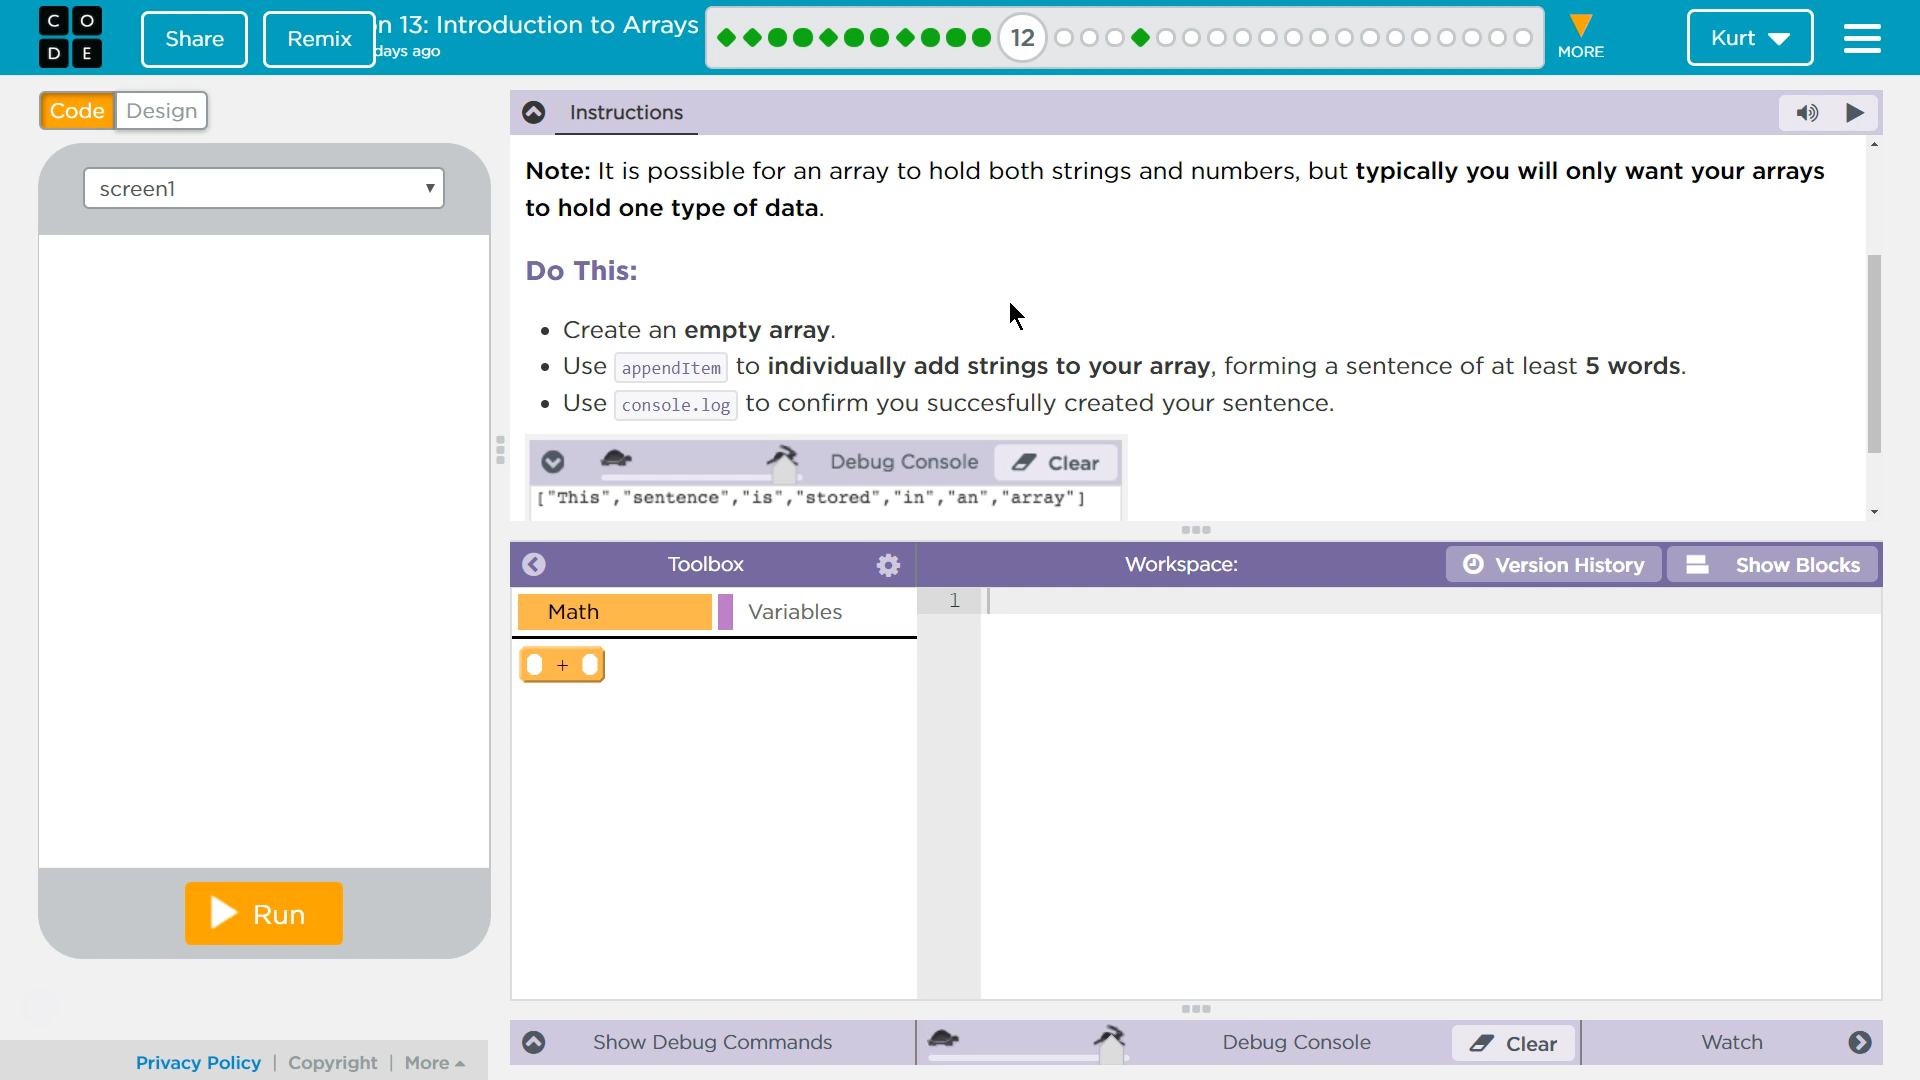 C O
D E
Share
Remix
n 13: Introduction to Arrays
days ago
12
MORE
Kurt
Code
Design
screen1
Run
Instructions
Note: It is possible for an array to hold both strings and numbers, but typically you will only want your arrays
to hold one type of data.
Do This:
• Create an empty array.
• Use appendItem to individually add strings to your array, forming a sentence of at least 5 words.
• Use console.log to confirm you succesfully created your sentence.
Debug Console
Clear
["This","sentence","is","stored","in","an","array"]
Toolbox
Workspace:
Version History
Show Blocks
Math
Variables
+
1
Show Debug Commands
Debug Console
Clear
Watch
Privacy Policy | Copyright | More